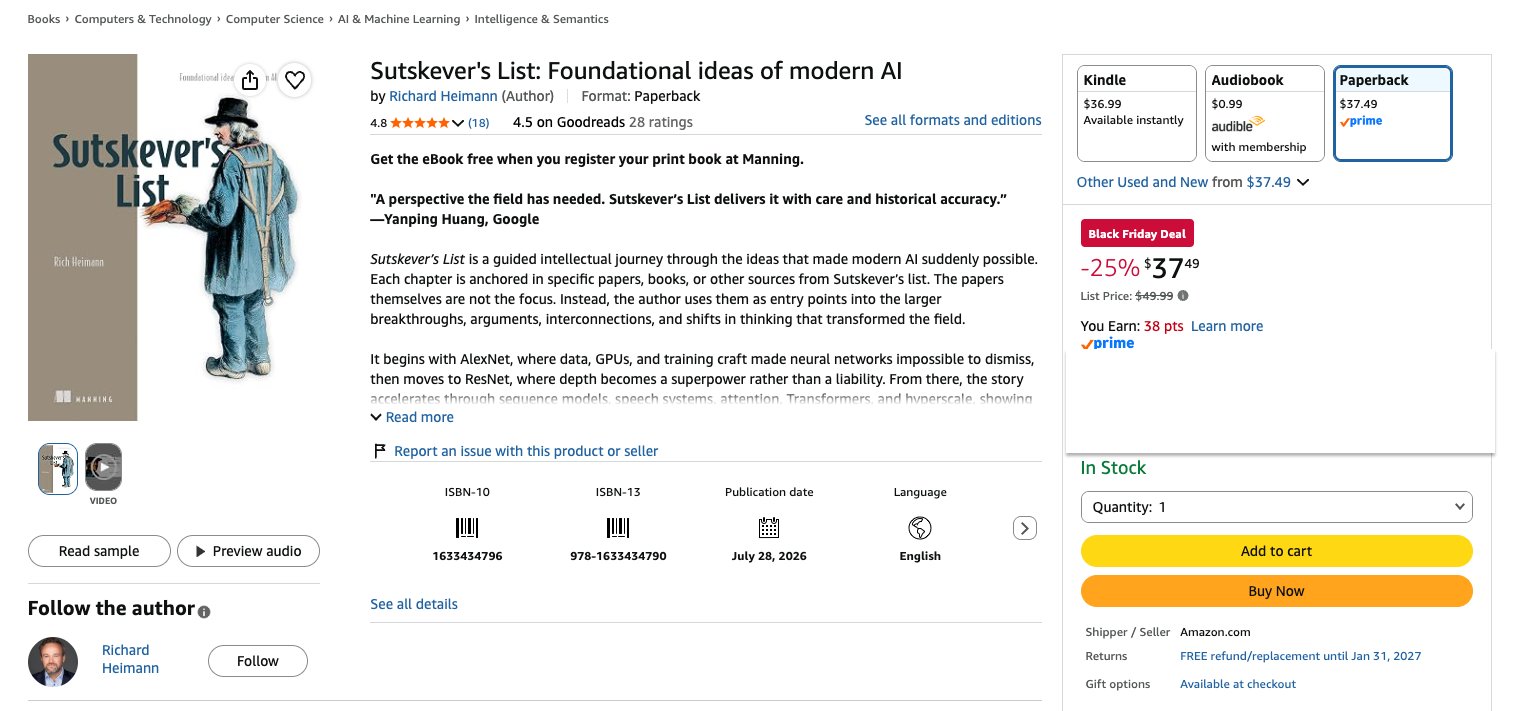 Books › Computers & Technology › Computer Science › AI & Machine Learning › Intelligence & Semantics
Foundational idea
Sutskever's
List
Rich Heimann
MANNING
VIDEO
Read sample
Preview audio
Follow the author
Richard
Heimann
Follow
Sutskever's List: Foundational ideas of modern AI
by Richard Heimann (Author) Format: Paperback
4.8 (18) 4.5 on Goodreads 28 ratings
See all formats and editions
Get the eBook free when you register your print book at Manning.
"A perspective the field has needed. Sutskever’s List delivers it with care and historical accuracy.”
—Yanping Huang, Google
Sutskever’s List is a guided intellectual journey through the ideas that made modern AI suddenly possible.
Each chapter is anchored in specific papers, books, or other sources from Sutskever’s list. The papers
themselves are not the focus. Instead, the author uses them as entry points into the larger
breakthroughs, arguments, interconnections, and shifts in thinking that transformed the field.
It begins with AlexNet, where data, GPUs, and training craft made neural networks impossible to dismiss,
then moves to ResNet, where depth becomes a superpower rather than a liability. From there, the story
accelerates through sequence models, speech systems, attention, Transformers, and hyperscale, showing
Read more
Report an issue with this product or seller
ISBN-10
1633434796
ISBN-13
978-1633434790
Publication date
July 28, 2026
Language
English
See all details
Kindle
$36.99
Available instantly
Audiobook
$0.99
audible
with membership
Paperback
$37.49
prime
Other Used and New from $37.49
Black Friday Deal
-25% $37 49
List Price: $49.99
You Earn: 38 pts Learn more
prime
In Stock
Quantity: 1
Add to cart
Buy Now
Shipper / Seller Amazon.com
Returns FREE refund/replacement until Jan 31, 2027
Gift options Available at checkout